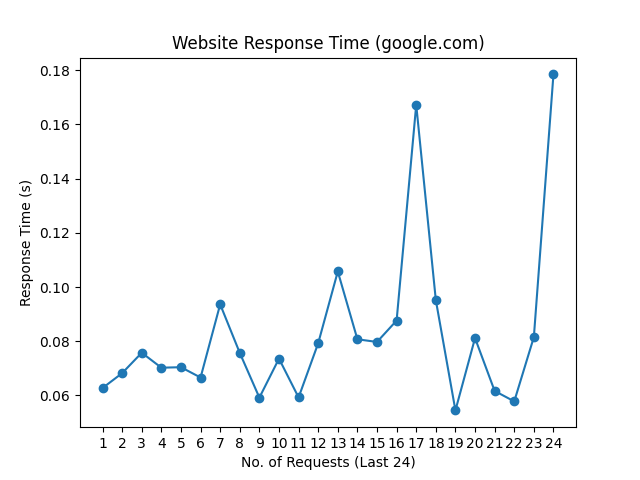 Website Response Time (google.com)
0.18
0.16
0.14
0.12
0.10
0.08
0.06
Response Time (s)
1 2 3 4 5 6 7 8 9 10 11 12 13 14 15 16 17 18 19 20 21 22 23 24
No. of Requests (Last 24)